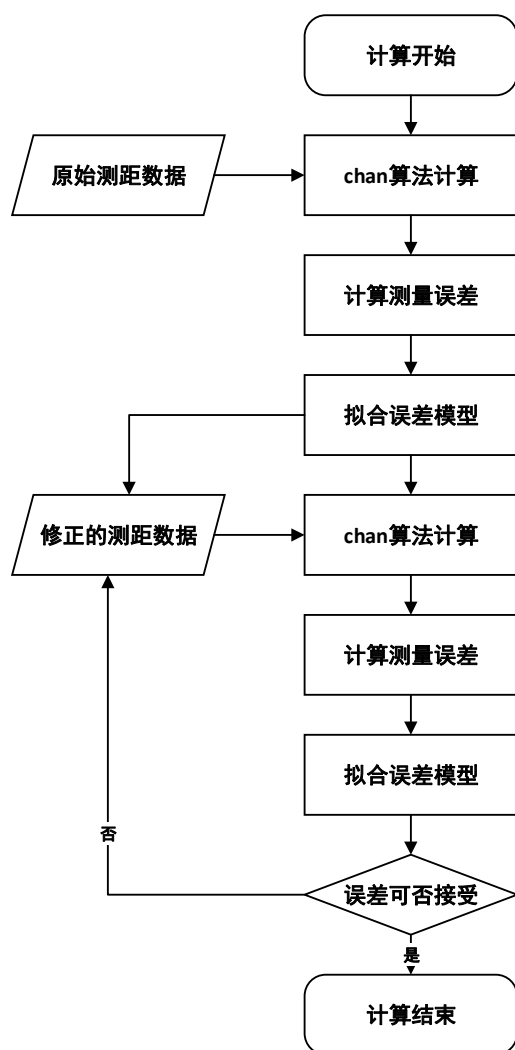 计算开始
原始测距数据
chan算法计算
计算测量误差
拟合误差模型
修正的测距数据
chan算法计算
计算测量误差
拟合误差模型
否
误差可否接受
是
计算结束